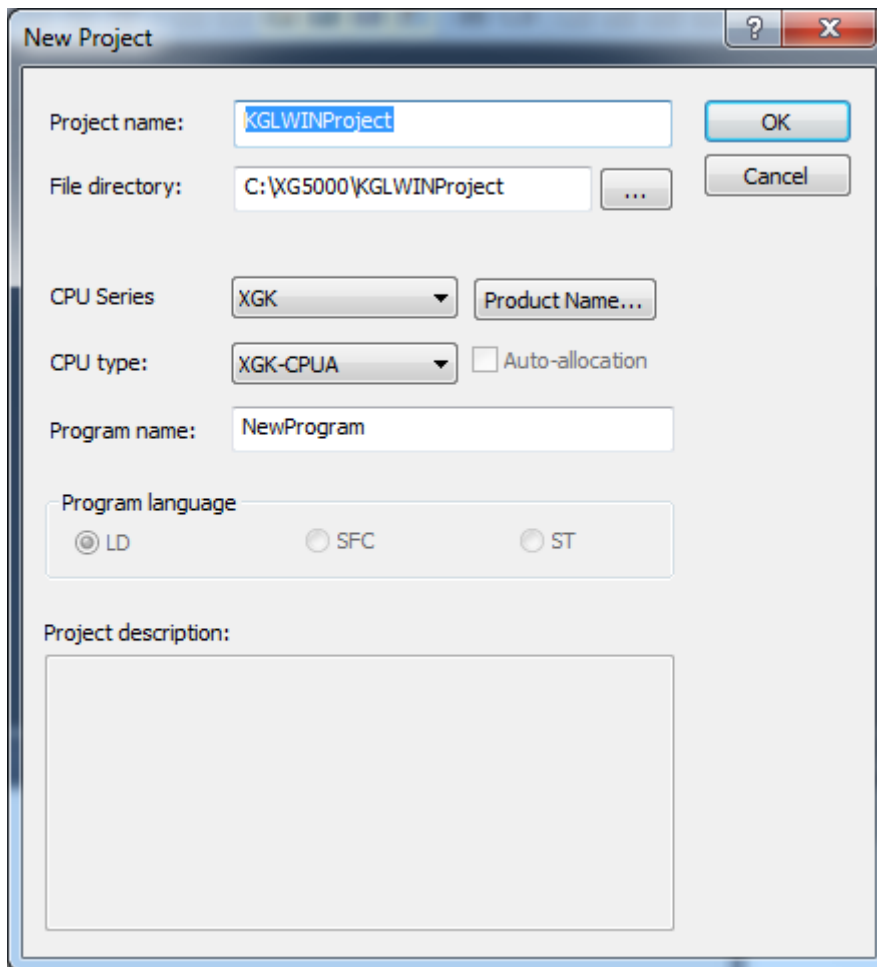 New Project
Project name:
KGLWINProject
OK
File directory:
C:\XG5000\KGLWINProject
...
Cancel
CPU Series
XGK
Product Name...
CPU type:
XGK-CPUA
Auto-allocation
Program name:
NewProgram
Program language
LD
SFC
ST
Project description: